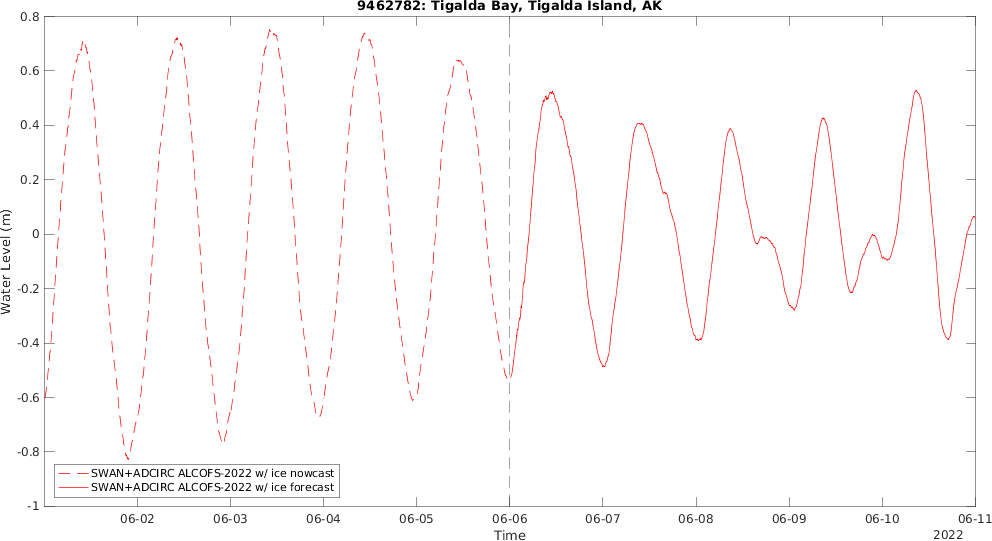 9462782: Tigalda Bay, Tigalda Island, AK
0.8
0.6
0.4
0.2
0
-0.2
-0.4
-0.6
-0.8
-1
Water Level (m)
SWAN+ADCIRC ALCOFS-2022 w/ ice nowcast
SWAN+ADCIRC ALCOFS-2022 w/ ice forecast
06-02 06-03 06-04 06-05 06-06 06-07 06-08 06-09 06-10 06-11
Time
2022